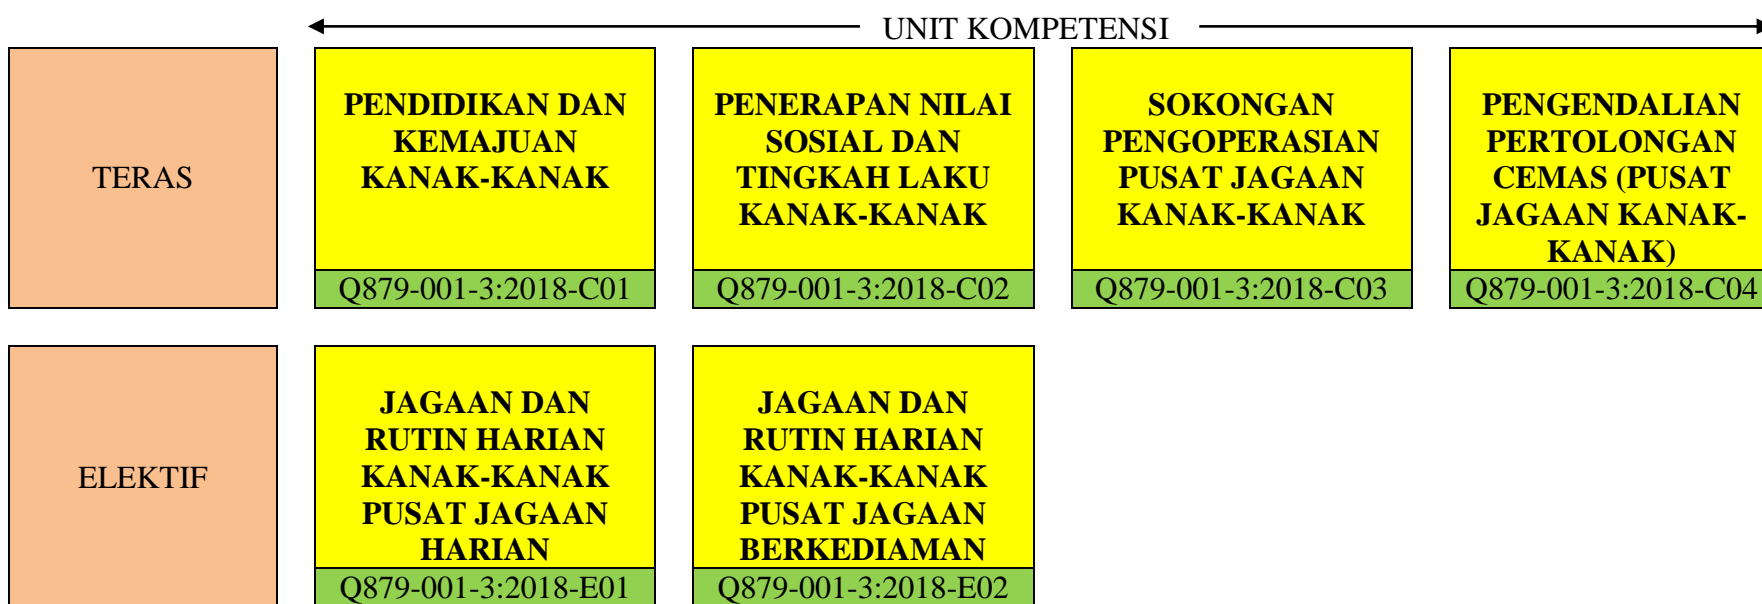 UNIT KOMPETENSI
TERAS
PENDIDIKAN DAN
KEMAJUAN
KANAK-KANAK
Q879-001-3:2018-C01
PENERAPAN NILAI
SOSIAL DAN
TINGKAH LAKU
KANAK-KANAK
Q879-001-3:2018-C02
SOKONGAN
PENGOPERASIAN
PUSAT JAGAAN
KANAK-KANAK
Q879-001-3:2018-C03
PENGENDALIAN
PERTOLONGAN
CEMAS (PUSAT
JAGAAN KANAK-
KANAK)
Q879-001-3:2018-C04
ELEKTIF
JAGAAN DAN
RUTIN HARIAN
KANAK-KANAK
PUSAT JAGAAN
HARIAN
Q879-001-3:2018-E01
JAGAAN DAN
RUTIN HARIAN
KANAK-KANAK
PUSAT JAGAAN
BERKEDIAMAN
Q879-001-3:2018-E02